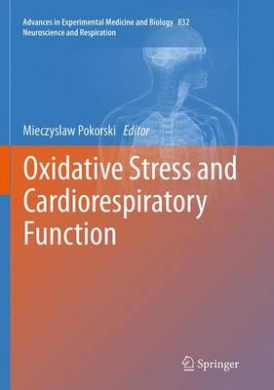 Advances in Experimental Medicine and Biology 832
Neuroscience and Respiration
Mieczyslaw Pokorski Editor
Oxidative Stress and
Cardiorespiratory
Function
Springer